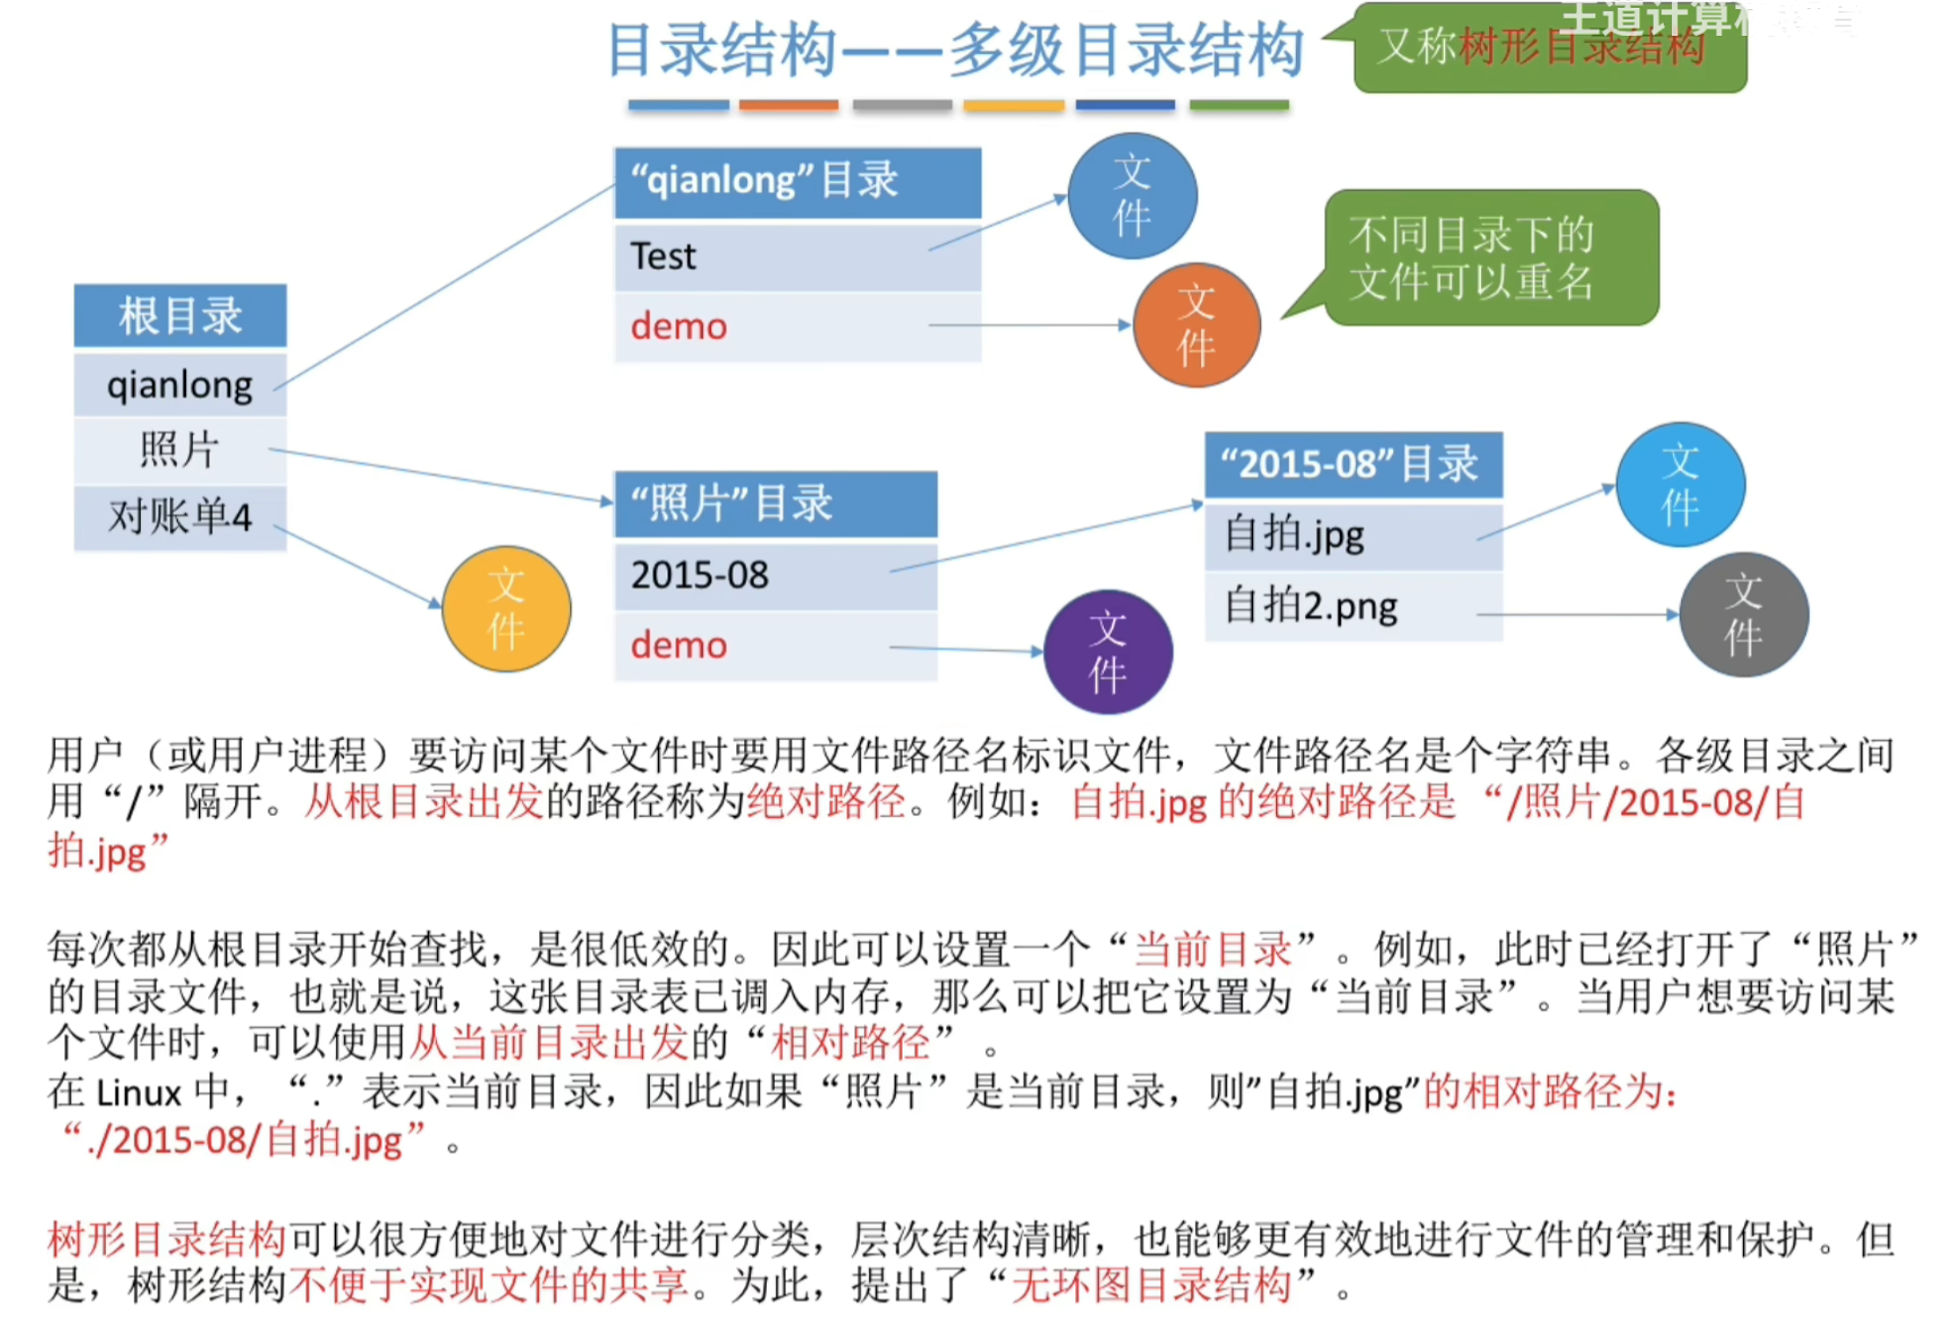 目录结构——多级目录结构
又称树形目录结构
王道计算机教育
“qianlong”目录
Test
demo
文
件
文
件
不同目录下的
文件可以重名
根目录
qianlong
照片
对账单4
文
件
“照片”目录
2015-08
demo
文
件
“2015-08”目录
自拍.jpg
自拍2.png
文
件
文
件
用户（或用户进程）要访问某个文件时要用文件路径名标识文件，文件路径名是个字符串。各级目录之间
用“/”隔开。从根目录出发的路径称为绝对路径。例如：自拍.jpg 的绝对路径是 “/照片/2015-08/自
拍.jpg”
每次都从根目录开始查找，是很低效的。因此可以设置一个“当前目录”。例如，此时已经打开了“照片”
的目录文件，也就是说，这张目录表已调入内存，那么可以把它设置为“当前目录”。当用户想要访问某
个文件时，可以使用从当前目录出发的“相对路径” 。
在 Linux 中，“.”表示当前目录，因此如果“照片”是当前目录，则”自拍.jpg”的相对路径为：
“./2015-08/自拍.jpg” 。
树形目录结构可以很方便地对文件进行分类，层次结构清晰，也能够更有效地进行文件的管理和保护。但
是，树形结构不便于实现文件的共享。为此，提出了“无环图目录结构”。